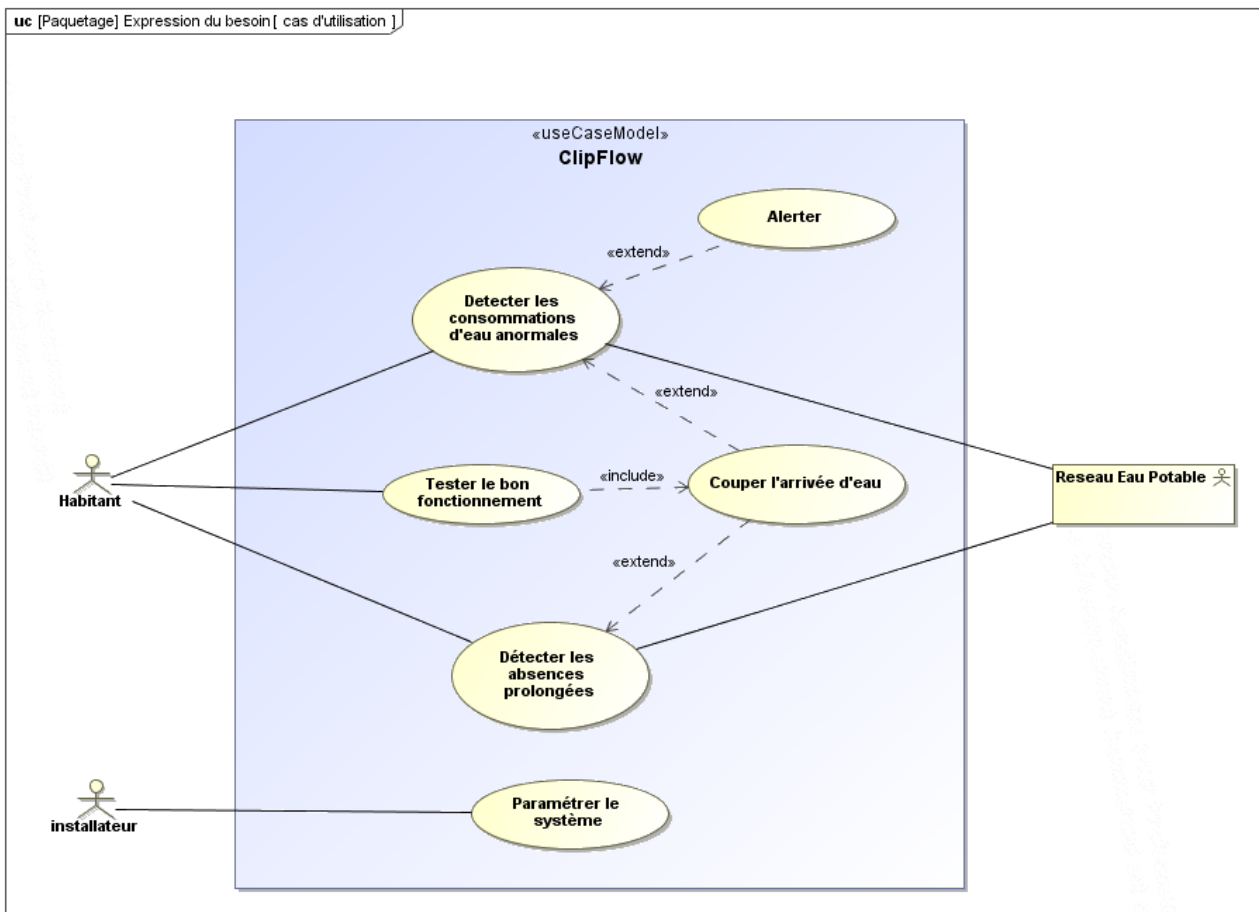 uc [Paquetage] Expression du besoin [ cas d'utilisation ]
«useCaseModel»
ClipFlow
Alerter
«extend»
Detecter les
consommations
d'eau anormales
«extend»
Habitant
Tester le bon
fonctionnement
«include»
Couper l'arrivée d'eau
Reseau Eau Potable
«extend»
Détecter les
absences
prolongées
installateur
Paramétrer le
système